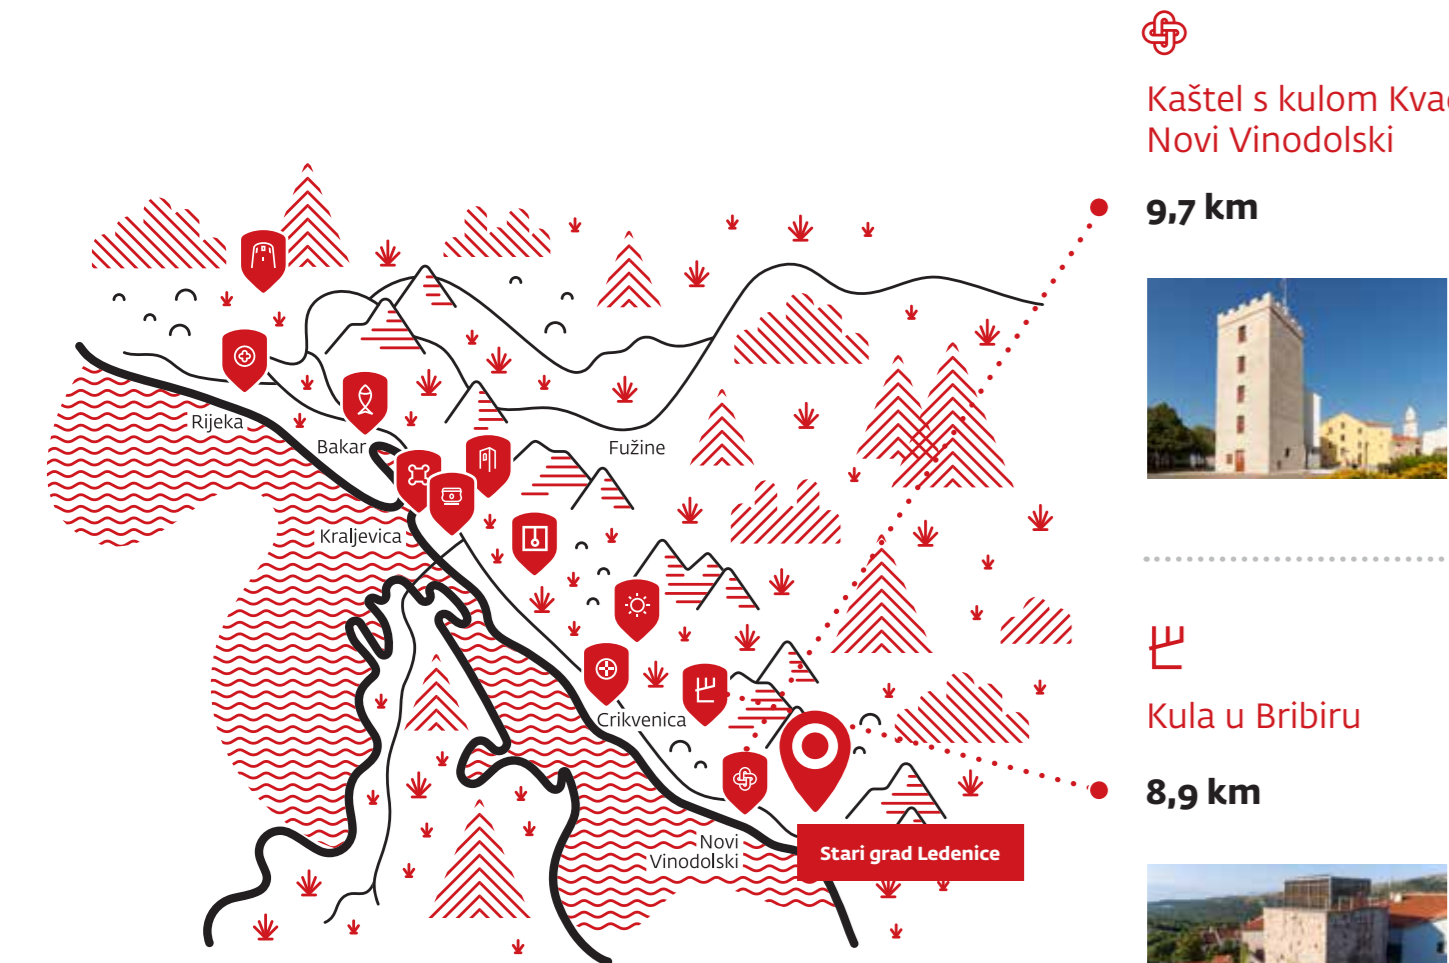 Kaštel s kulom
Novi Vinodolski
9,7 km
Rijeka
Bakar
Fužine
Kraljevica
Crikvenica
Kula u Bribiru
8,9 km
Novi
Vinodolski
Stari grad Ledenice